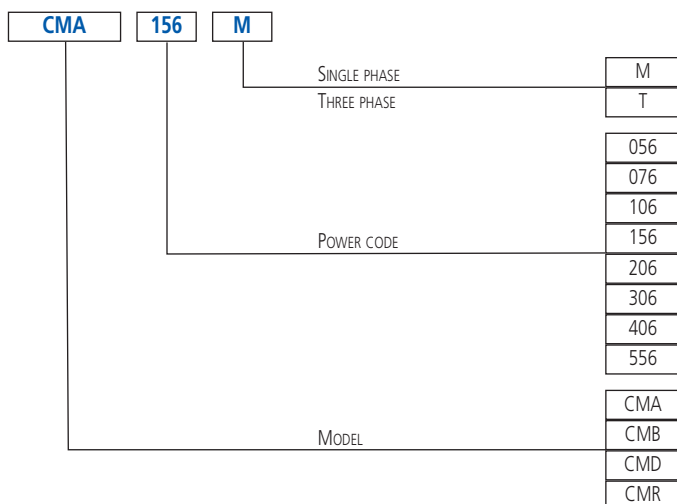 CMA 156 M
SINGLE PHASE M
THREE PHASE T
056
076
106
POWER CODE 156
206
306
406
556
CMA
MODEL CMB
CMD
CMR